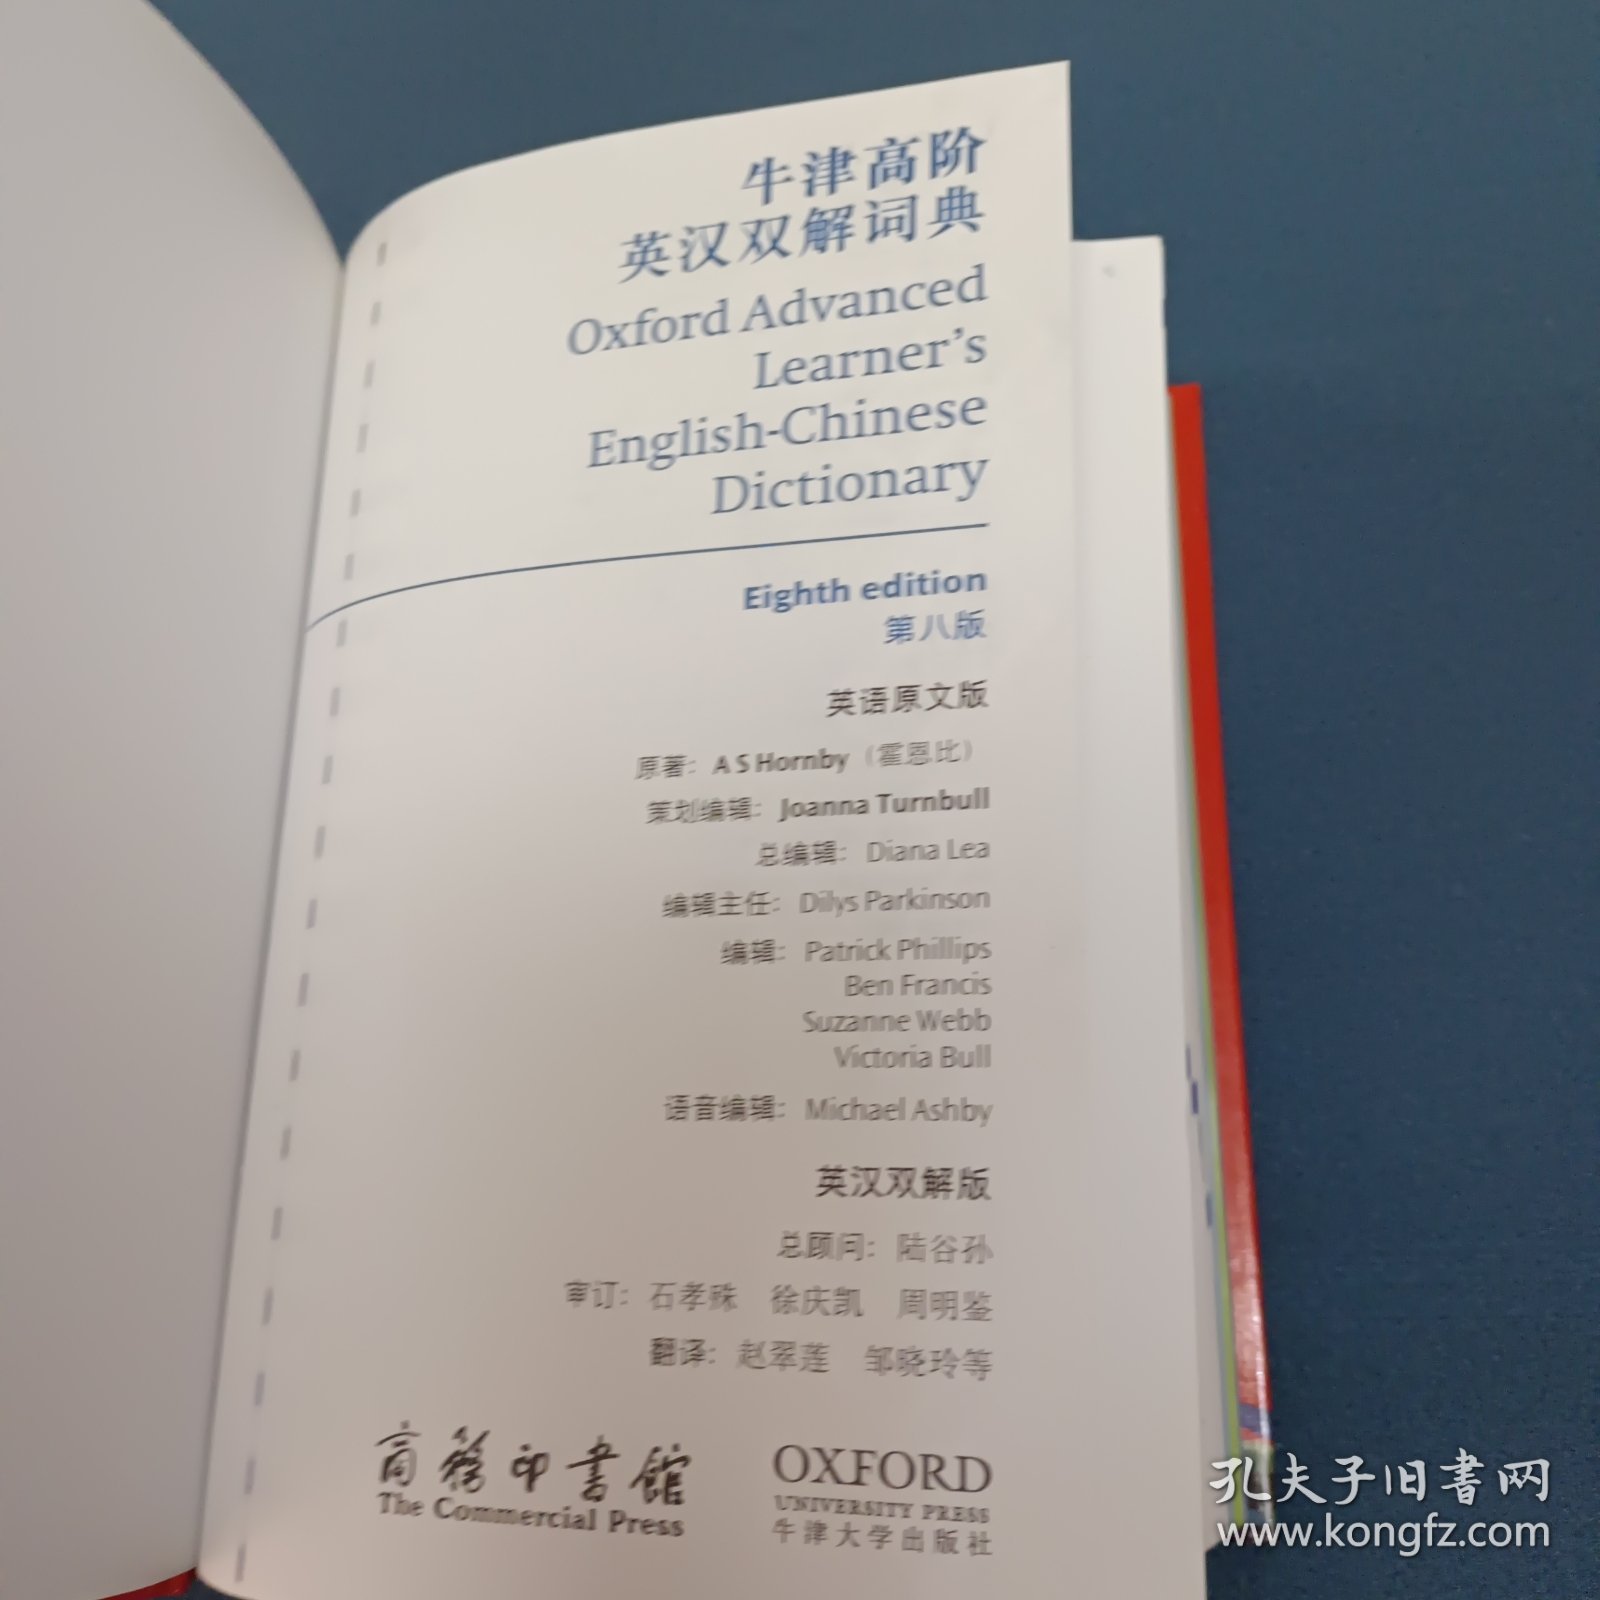 牛津高阶
英汉双解词典
Oxford Advanced
Learner's
English-Chinese
Dictionary
Eighth edition
第八版
英语原文版
原著：A S Hornby（霍恩比）
策划编辑：Joanna Turnbull
总编辑：Diana Lea
编辑主任：Dilys Parkinson
编辑：Patrick Phillips
Ben Francis
Suzanne Webb
Victoria Bull
语音编辑：Michael Ashby
英汉双解版
总顾问：陆谷孙
审订：石孝殊 徐庆凯 周明鉴
翻译：赵翠莲 邹晓玲等
商務印書館
The Commercial Press
OXFORD
UNIVERSITY PRESS
牛津大学出版社
孔夫子旧書网
www.kongfz.com